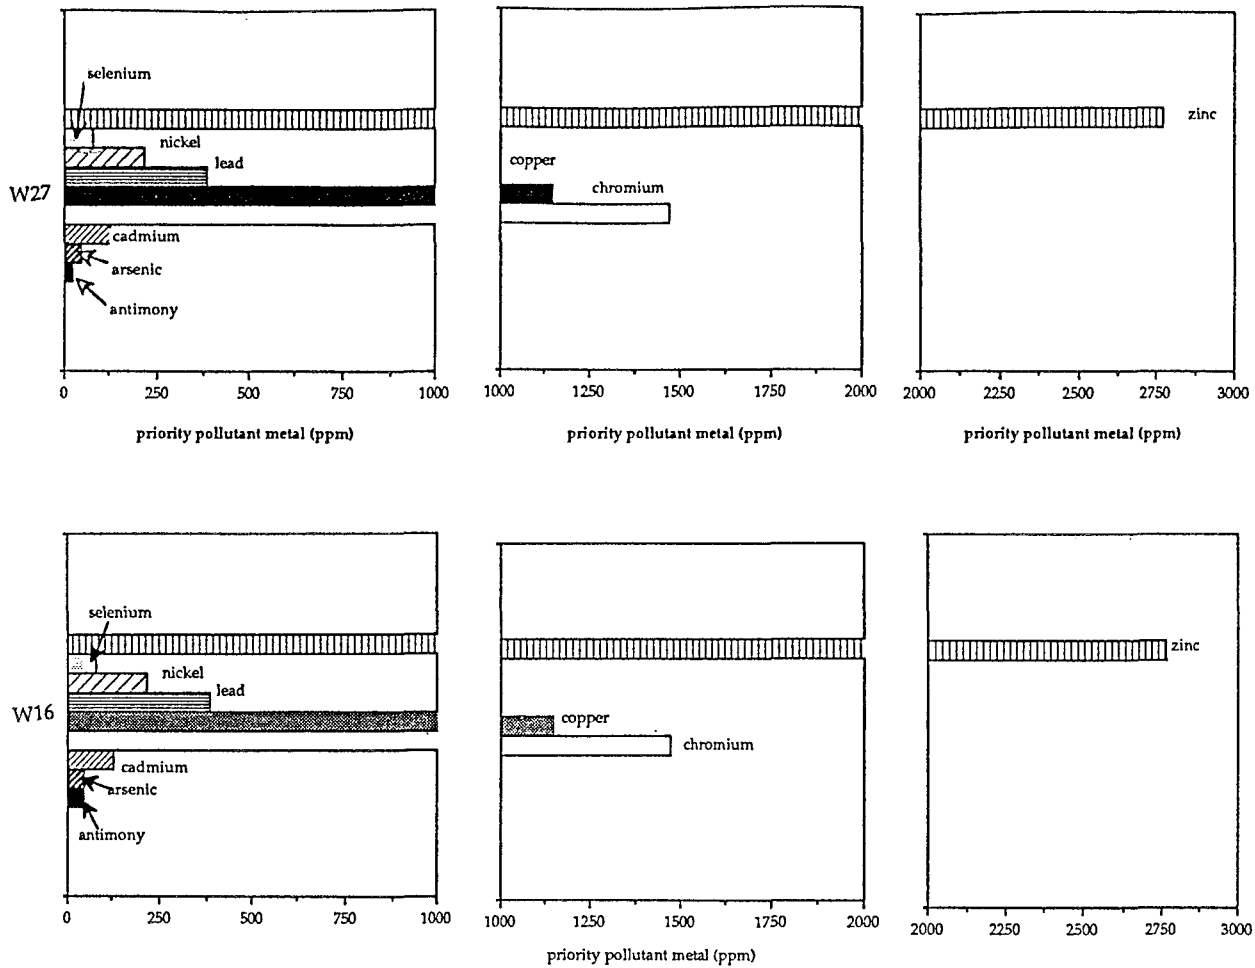 selenium
nickel
lead
W27
cadmium
arsenic
antimony
0 250 500 750 1000
priority pollutant metal (ppm)
copper
chromium
1000 1250 1500 1750 2000
priority pollutant metal (ppm)
zinc
2000 2250 2500 2750 3000
priority pollutant metal (ppm)
selenium
nickel
lead
W16
cadmium
arsenic
antimony
0 250 500 750 1000
copper
chromium
1000 1250 1500 1750 2000
priority pollutant metal (ppm)
zinc
2000 2250 2500 2750 3000